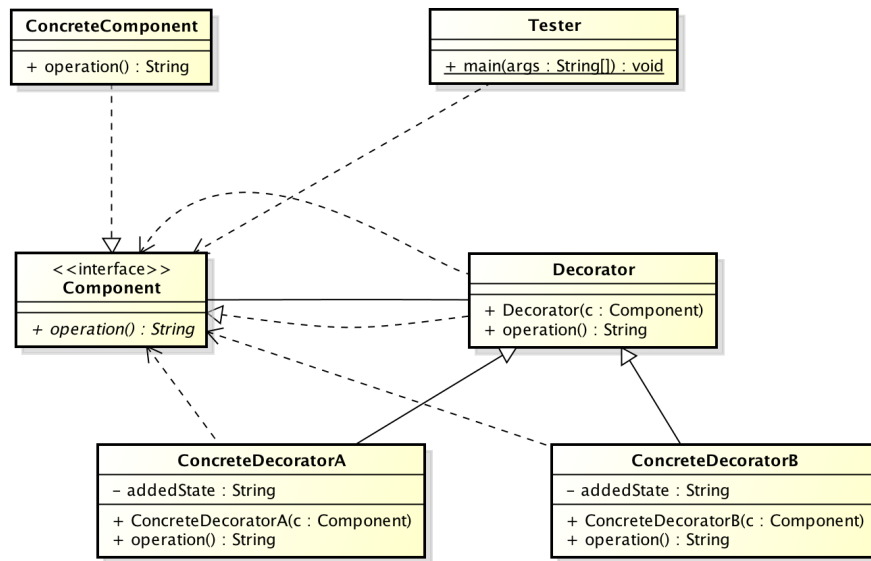 ConcreteComponent
+ operation() : String
Tester
+ main(args : String[]) : void
<<interface>>
Component
+ operation() : String
Decorator
+ Decorator(c : Component)
+ operation() : String
ConcreteDecoratorA
– addedState : String
+ ConcreteDecoratorA(c : Component)
+ operation() : String
ConcreteDecoratorB
– addedState : String
+ ConcreteDecoratorB(c : Component)
+ operation() : String